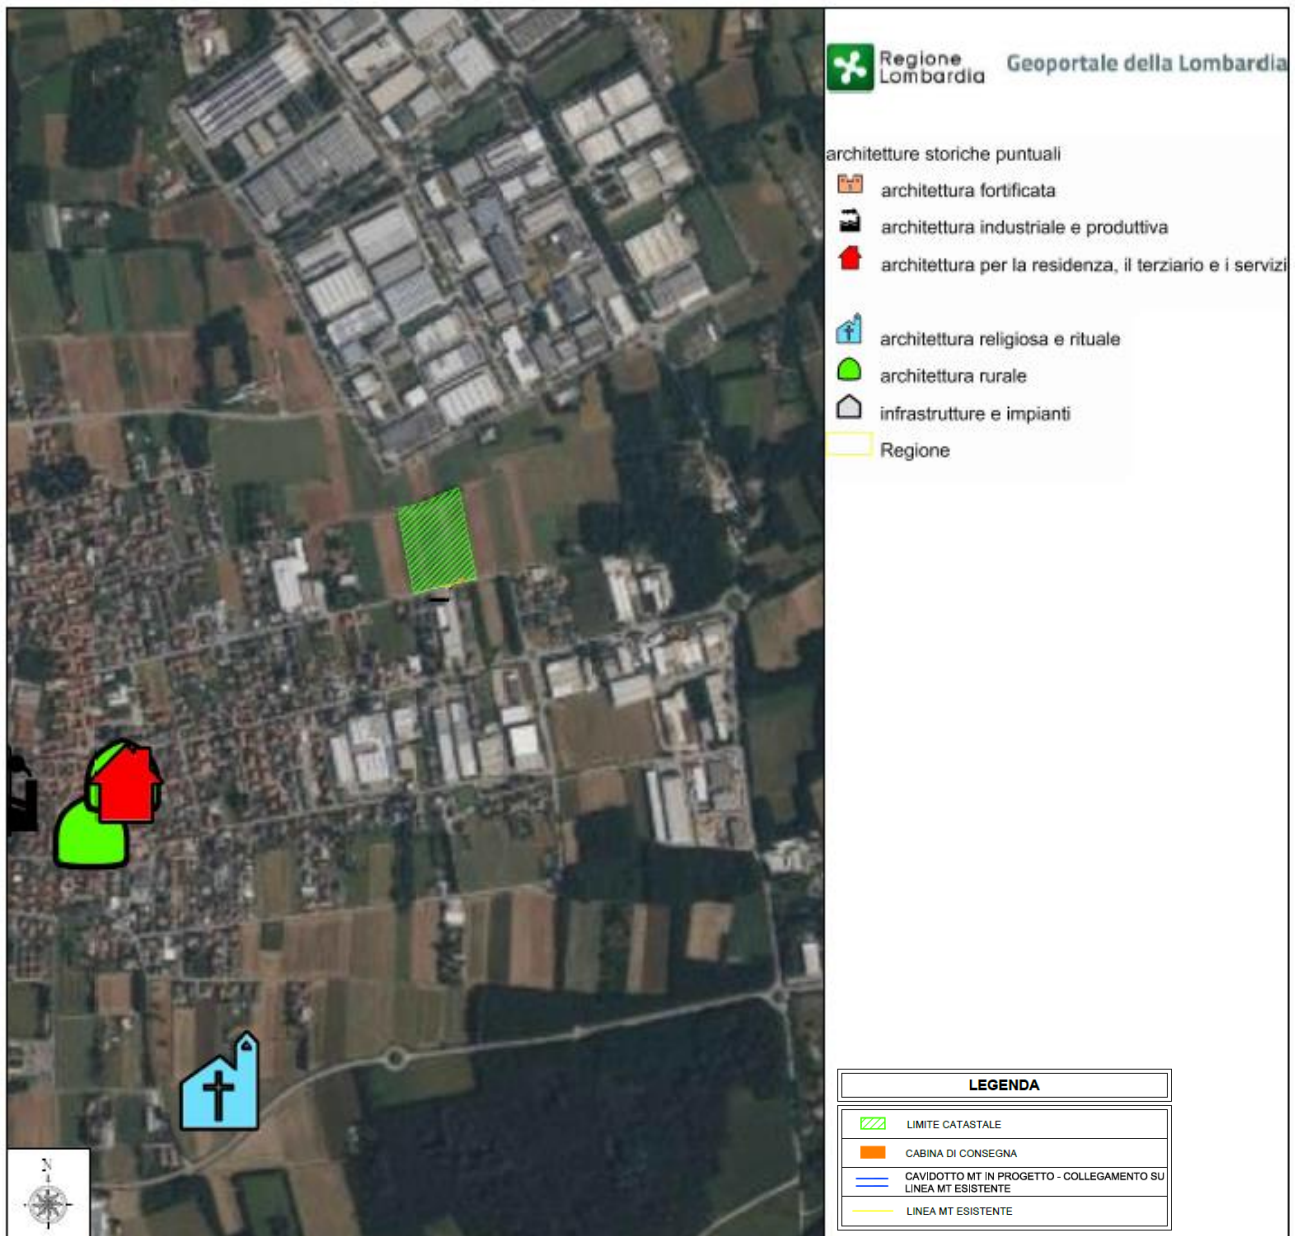 Regione
Lombardia
Geoportale della Lombardia
architetture storiche puntuali
architettura fortificata
architettura industriale e produttiva
architettura per la residenza, il terziario e i servizi
architettura religiosa e rituale
architettura rurale
infrastrutture e impianti
Regione
LEGENDA
LIMITE CATASTALE
CABINA DI CONSEGNA
CAVIDOTTO MT IN PROGETTO - COLLEGAMENTO SU
LINEA MT ESISTENTE
LINEA MT ESISTENTE
N